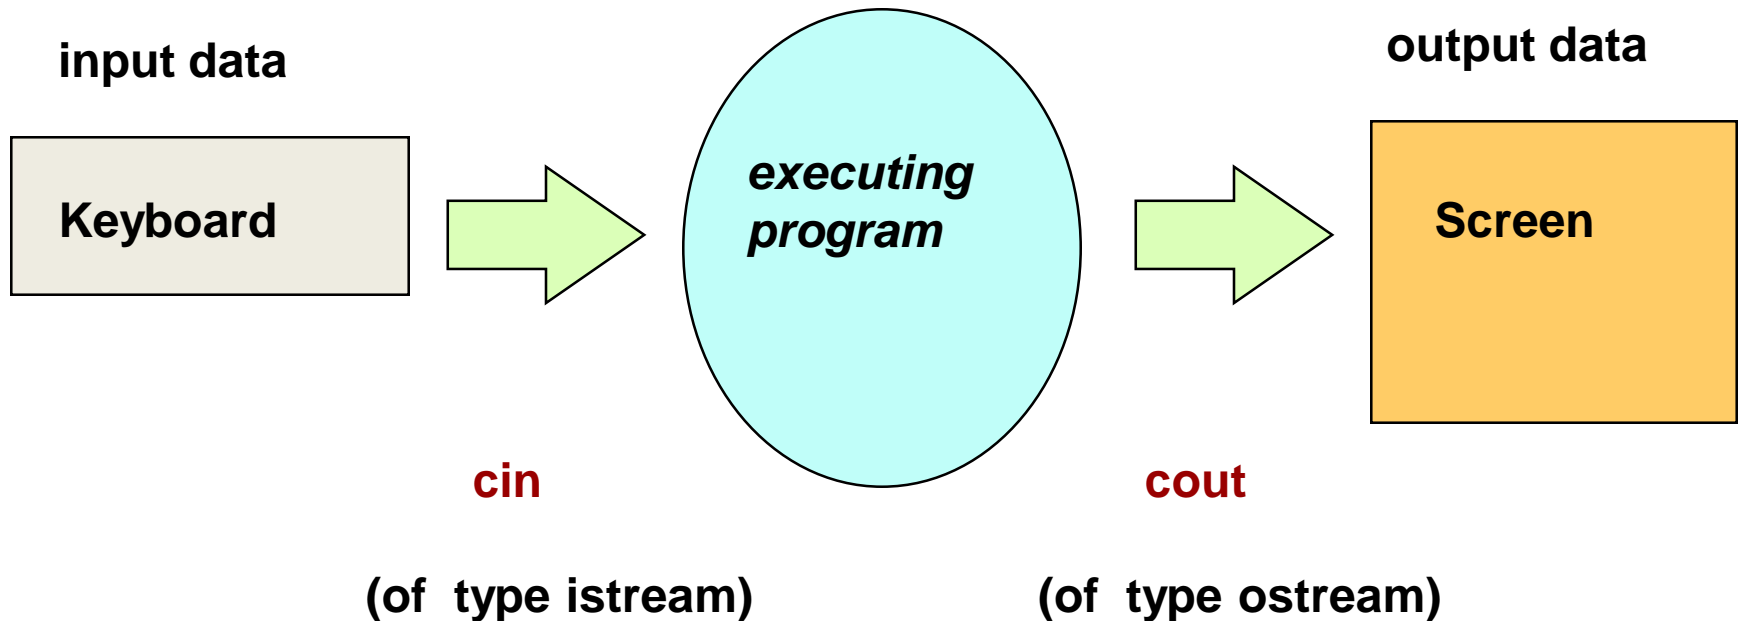 input data
output data
Keyboard
executing
program
Screen
cin
cout
(of type istream)
(of type ostream)